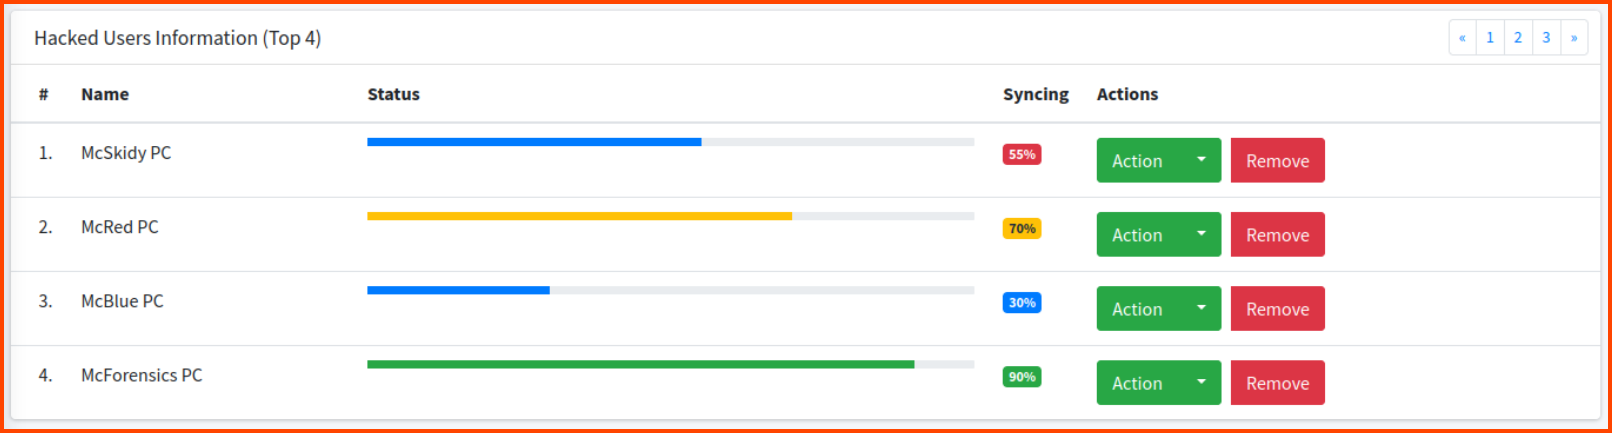 Hacked Users Information (Top 4) « 1 2 3 »
# Name Status Syncing Actions
1. McSkidy PC 55% Action Remove
2. McRed PC 70% Action Remove
3. McBlue PC 30% Action Remove
4. McForensics PC 90% Action Remove